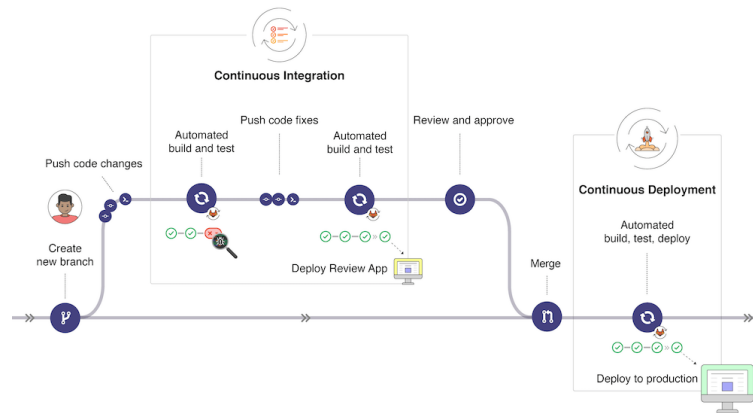 Continuous Integration
Push code fixes
Review and approve
Automated
build and test
Automated
build and test
Push code changes
Continuous Deployment
Create
new branch
Automated
build, test, deploy
Deploy Review App
Merge
Deploy to production